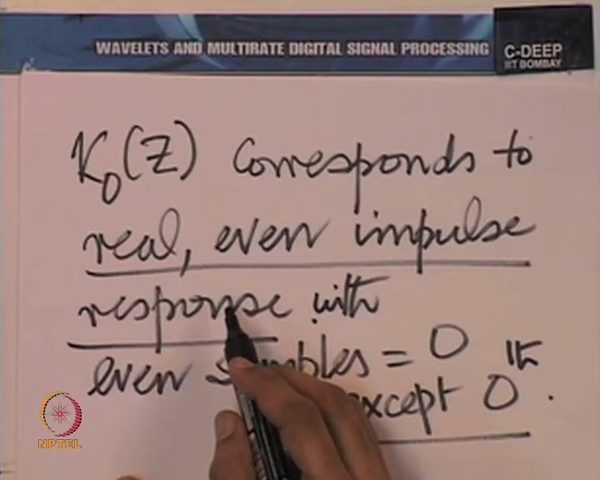 WAVELETS AND MULTIRATE DIGITAL SIGNAL PROCESSING
C-DEEP
IIT BOMBAY
K₀(Z) Corresponds to
real, even impulse
response with
even samples = 0
except 0th.
NPTEL